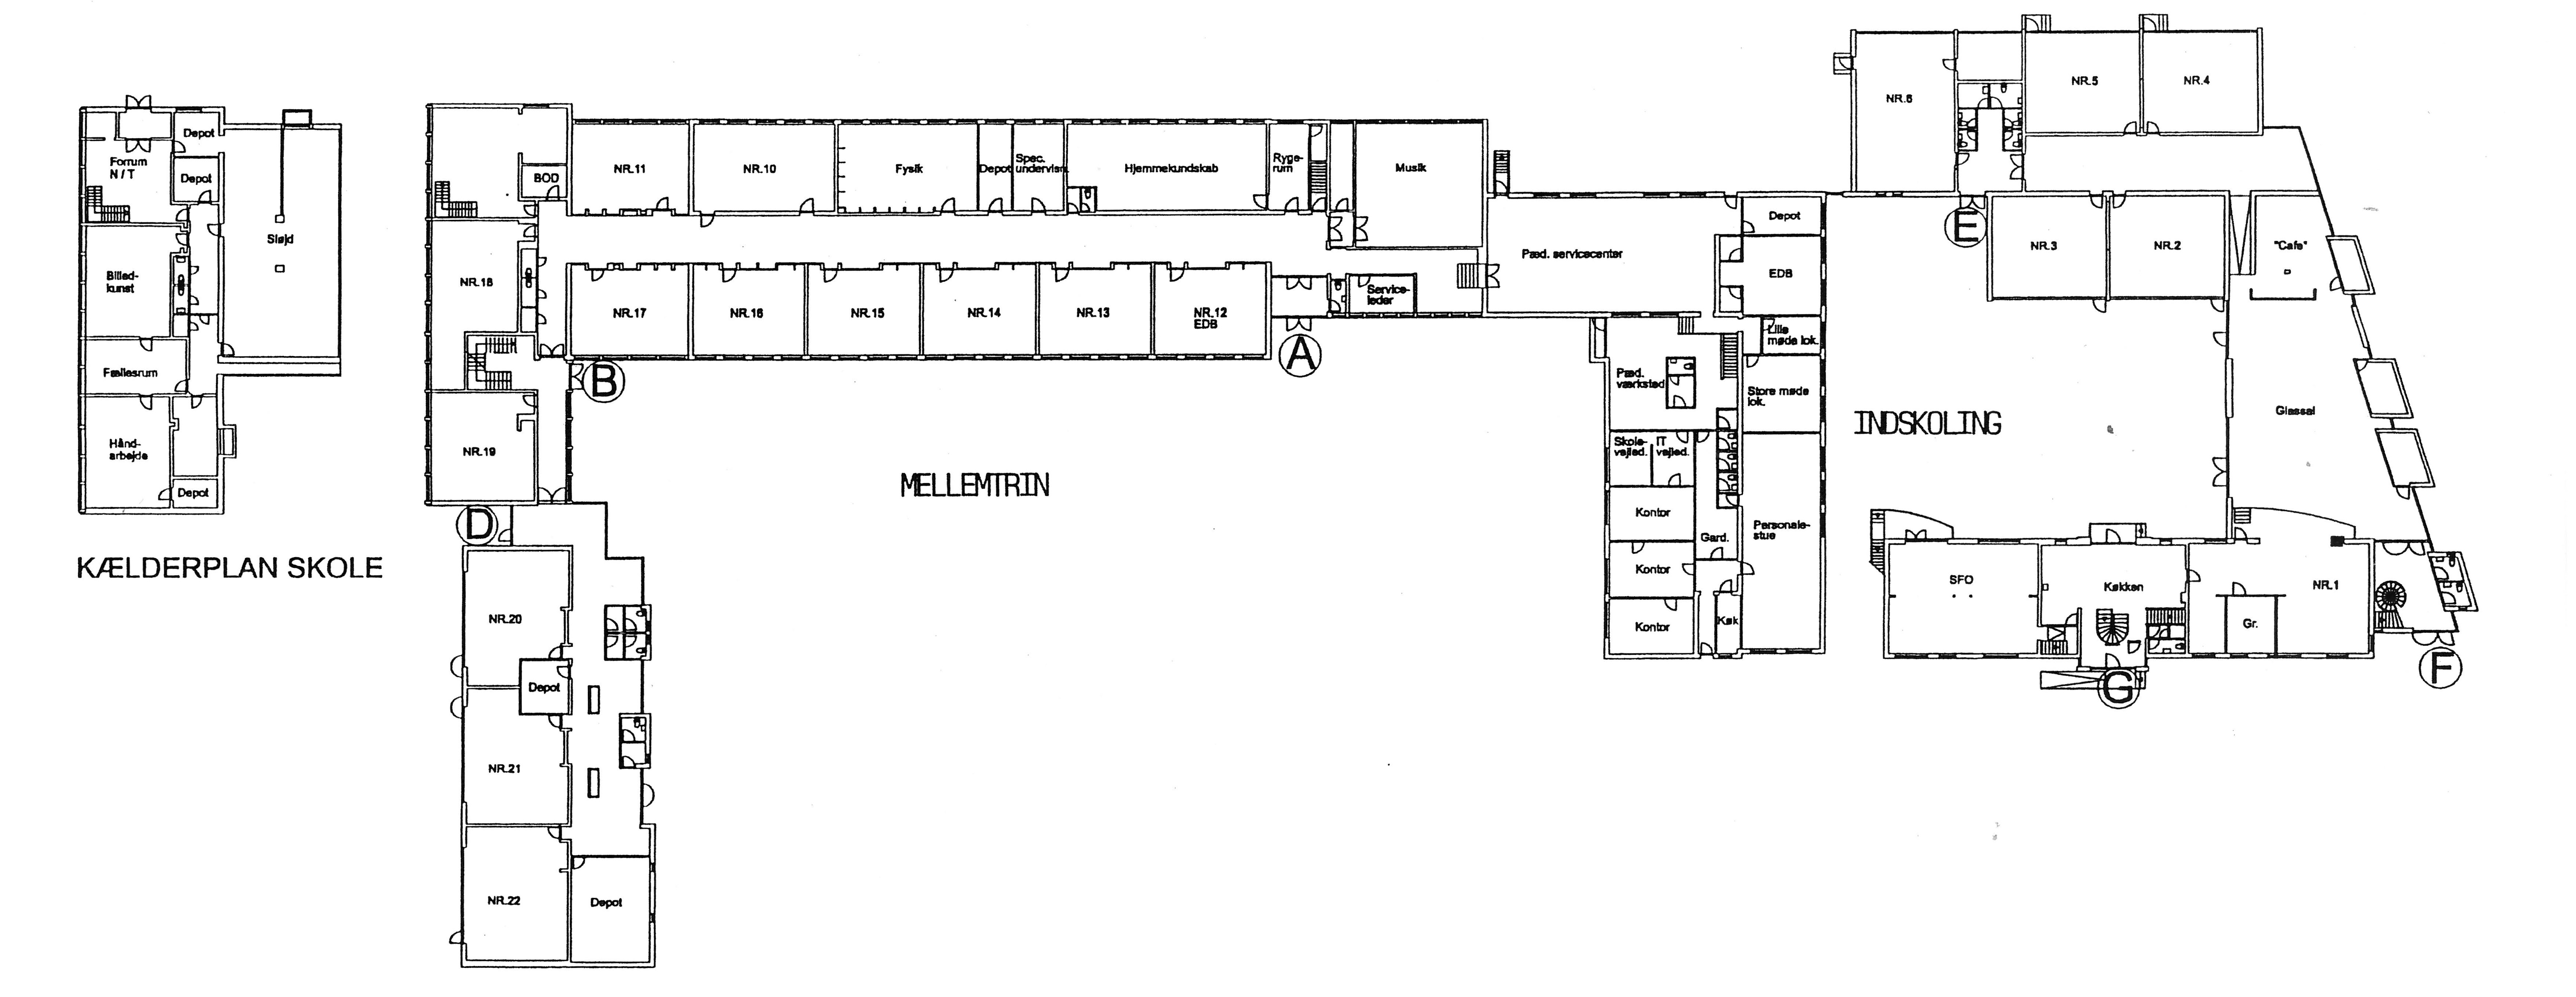 Depot
Forrum
N / T
Depot
Sløjd
Billed-
kunst
Fællesrum
Hånd-
arbejde
Depot
KÆLDERPLAN SKOLE
BOD
NR.11
NR.10
Fysik
Depot
Spec.
undervisn.
Hjemmekundskab
Ryge-
rum
Musik
NR.18
NR.17
NR.16
NR.15
NR.14
NR.13
NR.12
EDB
Service-
leder
A
B
NR.19
D
MELLEMTRIN
NR.20
Depot
NR.21
NR.22
Depot
Pæd. servicecenter
Depot
EDB
Lille
møde lok.
Pæd.
værksted
Store møde
lok.
Skole-
vejled.
IT
vejled.
Kontor
Gard.
Personale-
stue
Kontor
Kontor
Køk
NR.6
NR.5
NR.4
E
NR.3
NR.2
"Cafe"
INDSKOLING
Glassal
SFO
Køkken
NR.1
Gr.
G
F